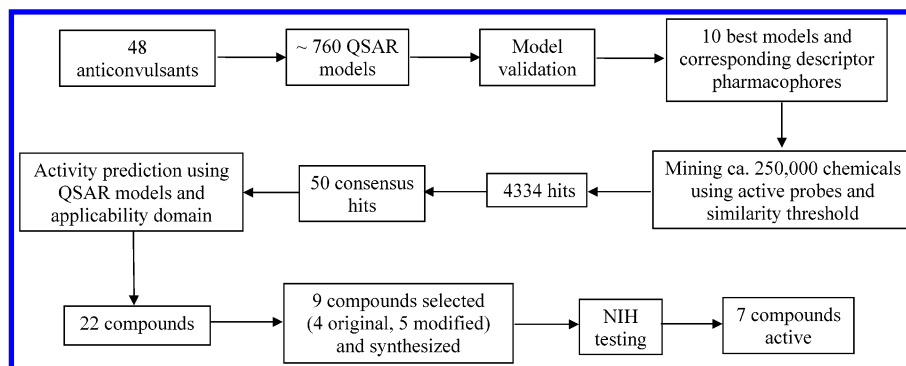 48
anticonvulsants
~ 760 QSAR
models
Model
validation
10 best models and
corresponding descriptor
pharmacophores
Mining ca. 250,000 chemicals
using active probes and
similarity threshold
4334 hits
50 consensus
hits
Activity prediction using
QSAR models and
applicability domain
22 compounds
9 compounds selected
(4 original, 5 modified)
and synthesized
NIH
testing
7 compounds
active